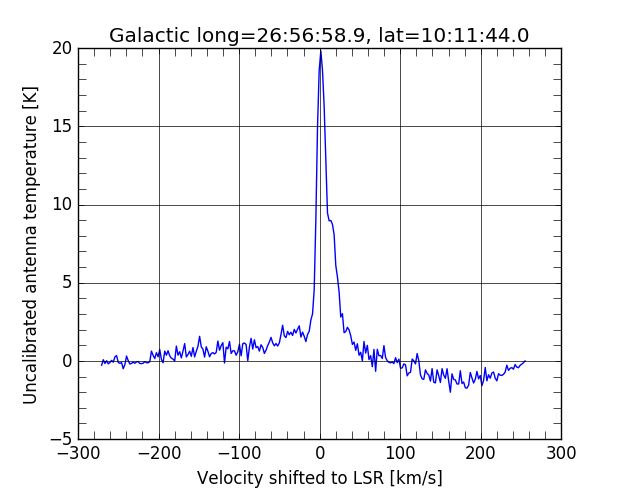 Galactic long=26:56:58.9, lat=10:11:44.0
Uncalibrated antenna temperature [K]
20
15
10
5
0
−5
−300 −200 −100 0 100 200 300
Velocity shifted to LSR [km/s]